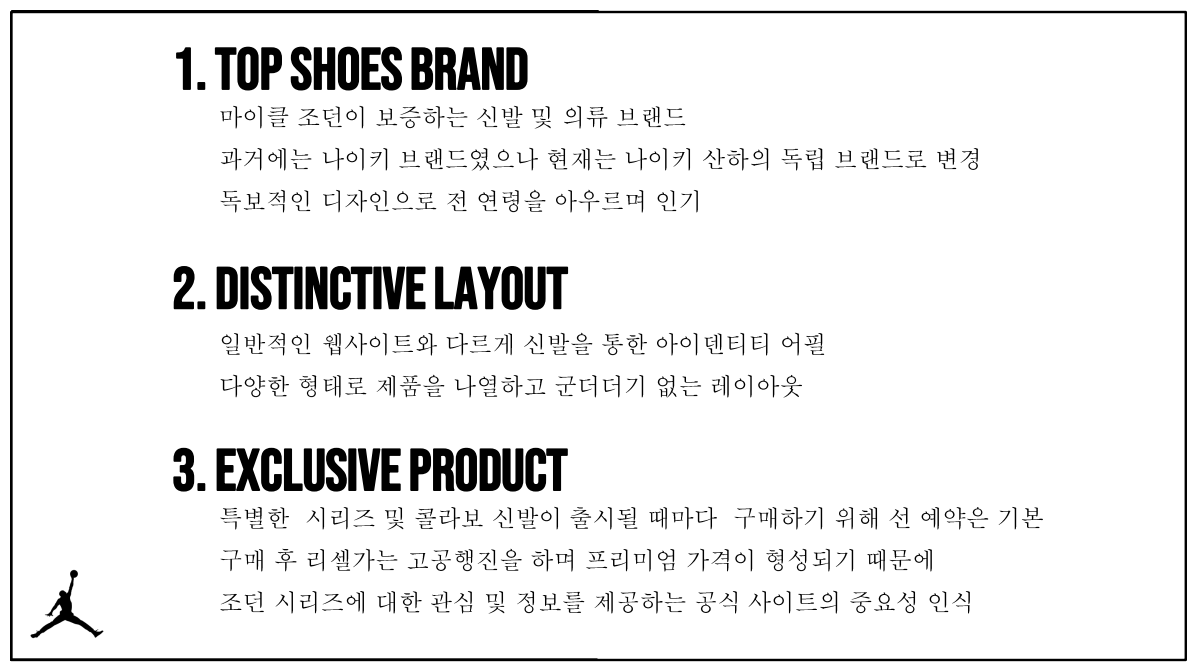 1. TOP SHOES BRAND
마이클 조던이 보증하는 신발 및 의류 브랜드
과거에는 나이키 브랜드였으나 현재는 나이키 산하의 독립 브랜드로 변경
독보적인 디자인으로 전 연령을 아우르며 인기
2. DISTINCTIVE LAYOUT
일반적인 웹사이트와 다르게 신발을 통한 아이덴티티 어필
다양한 형태로 제품을 나열하고 군더더기 없는 레이아웃
3. EXCLUSIVE PRODUCT
특별한 시리즈 및 콜라보 신발이 출시될 때마다 구매하기 위해 선 예약은 기본
구매 후 리셀가는 고공행진을 하며 프리미엄 가격이 형성되기 때문에
조던 시리즈에 대한 관심 및 정보를 제공하는 공식 사이트의 중요성 인식